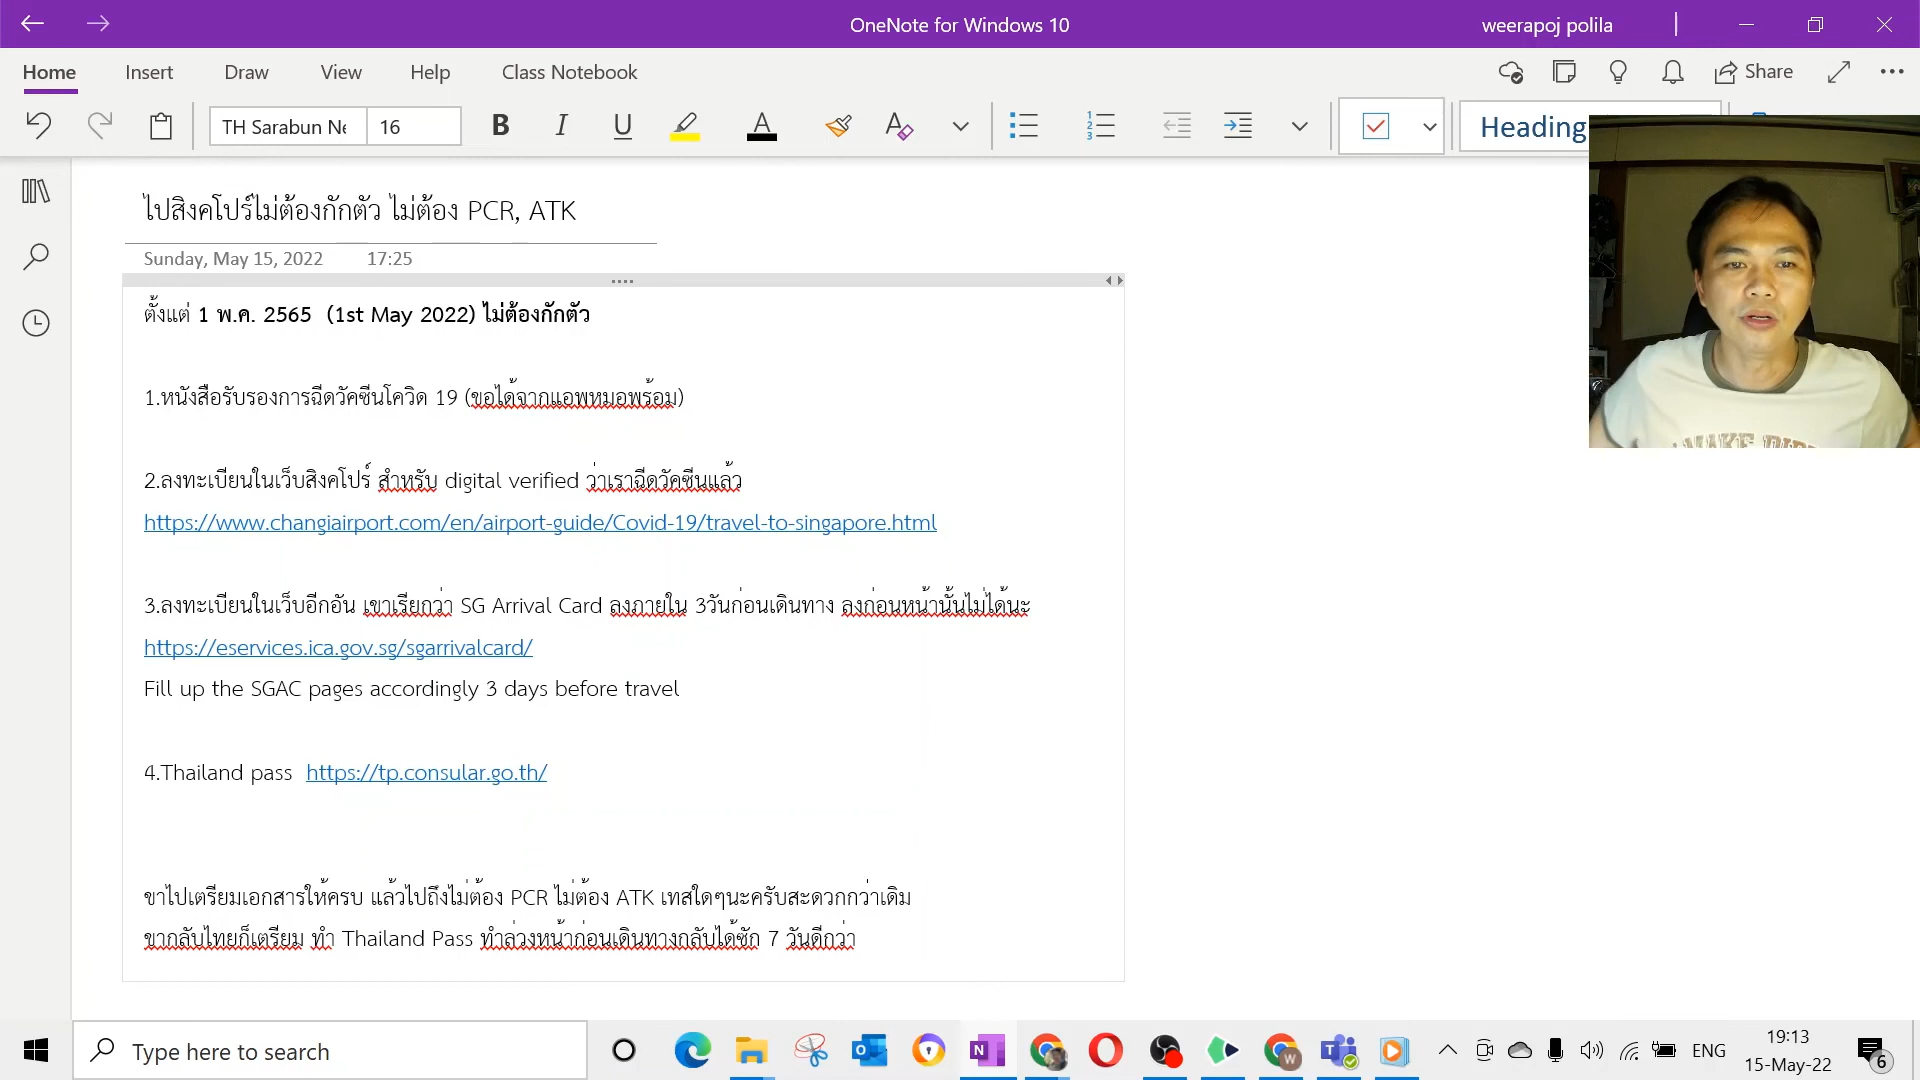 OneNote for Windows 10
weerapoj polila
Home Insert Draw View Help Class Notebook
Share
TH Sarabun Ne 16
B I U A
Heading
ไปสิงคโปร์ไม่ต้องกักตัว ไม่ต้อง PCR, ATK
Sunday, May 15, 2022 17:25
ตั้งแต่ 1 พ.ค. 2565 (1st May 2022) ไม่ต้องกักตัว
1.หนังสือรับรองการฉีดวัคซีนโควิด 19 (ขอได้จากแอพหมอพร้อม)
2.ลงทะเบียนในเว็บสิงคโปร์ สำหรับ digital verified ว่าเราฉีดวัคซีนแล้ว
https://www.changiairport.com/en/airport-guide/Covid-19/travel-to-singapore.html
3.ลงทะเบียนในเว็บอีกอัน เขาเรียกว่า SG Arrival Card ลงภายใน 3วันก่อนเดินทาง ลงก่อนหน้านั้นไม่ได้นะ
https://eservices.ica.gov.sg/sgarrivalcard/
Fill up the SGAC pages accordingly 3 days before travel
4.Thailand pass https://tp.consular.go.th/
ขาไปเตรียมเอกสารให้ครบ แล้วไปถึงไม่ต้อง PCR ไม่ต้อง ATK เทสใดๆนะครับสะดวกกว่าเดิม
ขากลับไทยก็เตรียม ทำ Thailand Pass ทำล่วงหน้าก่อนเดินทางกลับได้ซัก 7 วันดีกว่า
Type here to search
ENG
19:13
15-May-22
6